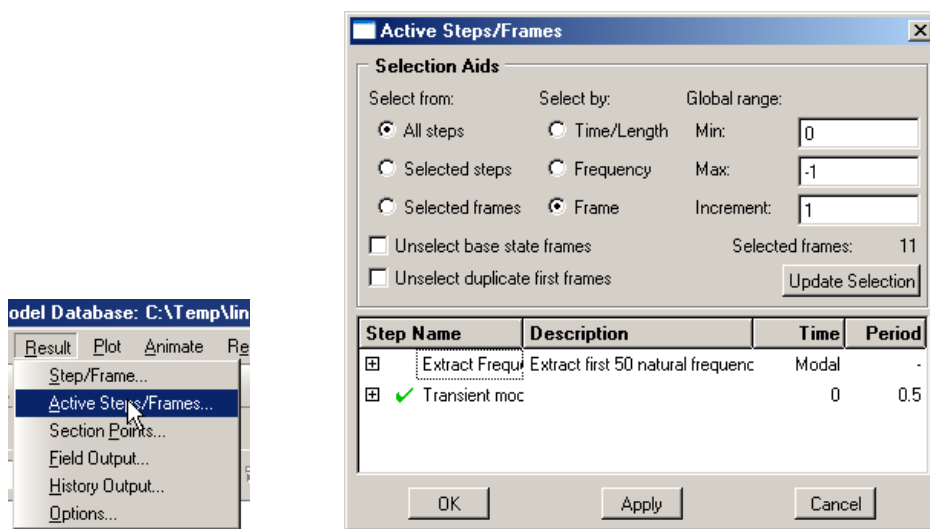 odel Database: C:\Temp\lin
Result Plot Animate Re
Step/Frame...
Active Steps/Frames...
Section Points...
Field Output...
History Output...
Options...
Active Steps/Frames
Selection Aids
Select from: Select by: Global range:
All steps Time/Length Min: 0
Selected steps Frequency Max: -1
Selected frames Frame Increment: 1
Unselect base state frames Selected frames: 11
Unselect duplicate first frames Update Selection
Step Name Description Time Period
Extract Frequ Extract first 50 natural frequenc Modal -
Transient moc 0 0.5
OK Apply Cancel